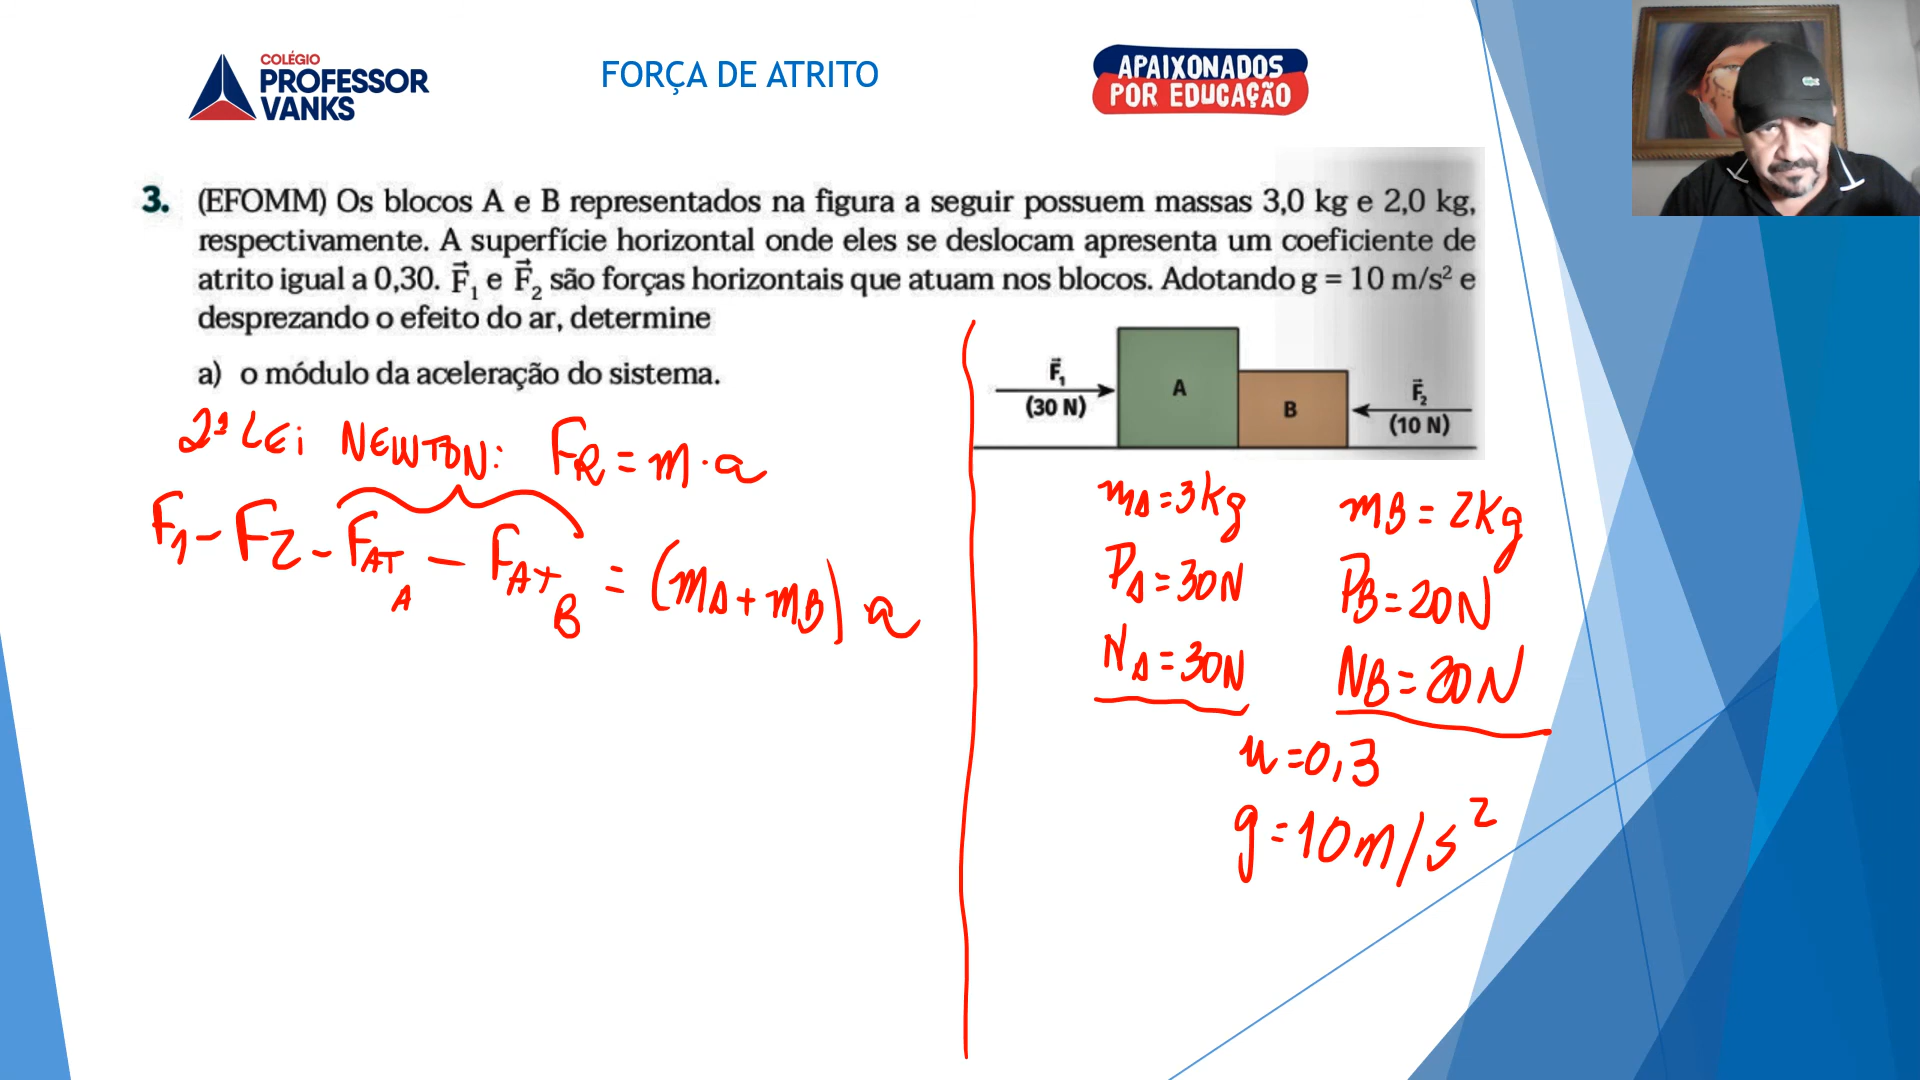 COLÉGIO
PROFESSOR
VANKS
FORÇA DE ATRITO
APAIXONADOS
POR EDUCAÇÃO
3. (EFOMM) Os blocos A e B representados na figura a seguir possuem massas 3,0 kg e 2,0 kg,
respectivamente. A superfície horizontal onde eles se deslocam apresenta um coeficiente de
atrito igual a 0,30. F⃗₁ e F⃗₂ são forças horizontais que atuam nos blocos. Adotando g = 10 m/s² e
desprezando o efeito do ar, determine
a) o módulo da aceleração do sistema.
F⃗₁
(30 N)
A
B
F⃗₂
(10 N)
2ª LEi NEWTON: FR = m · a
F1 - F2 - FAT A - FAT B = (mA + mB) a
mA = 3kg
PA = 30N
NA = 30N
mB = 2kg
PB = 20N
NB = 20N
u = 0,3
g = 10m/s²